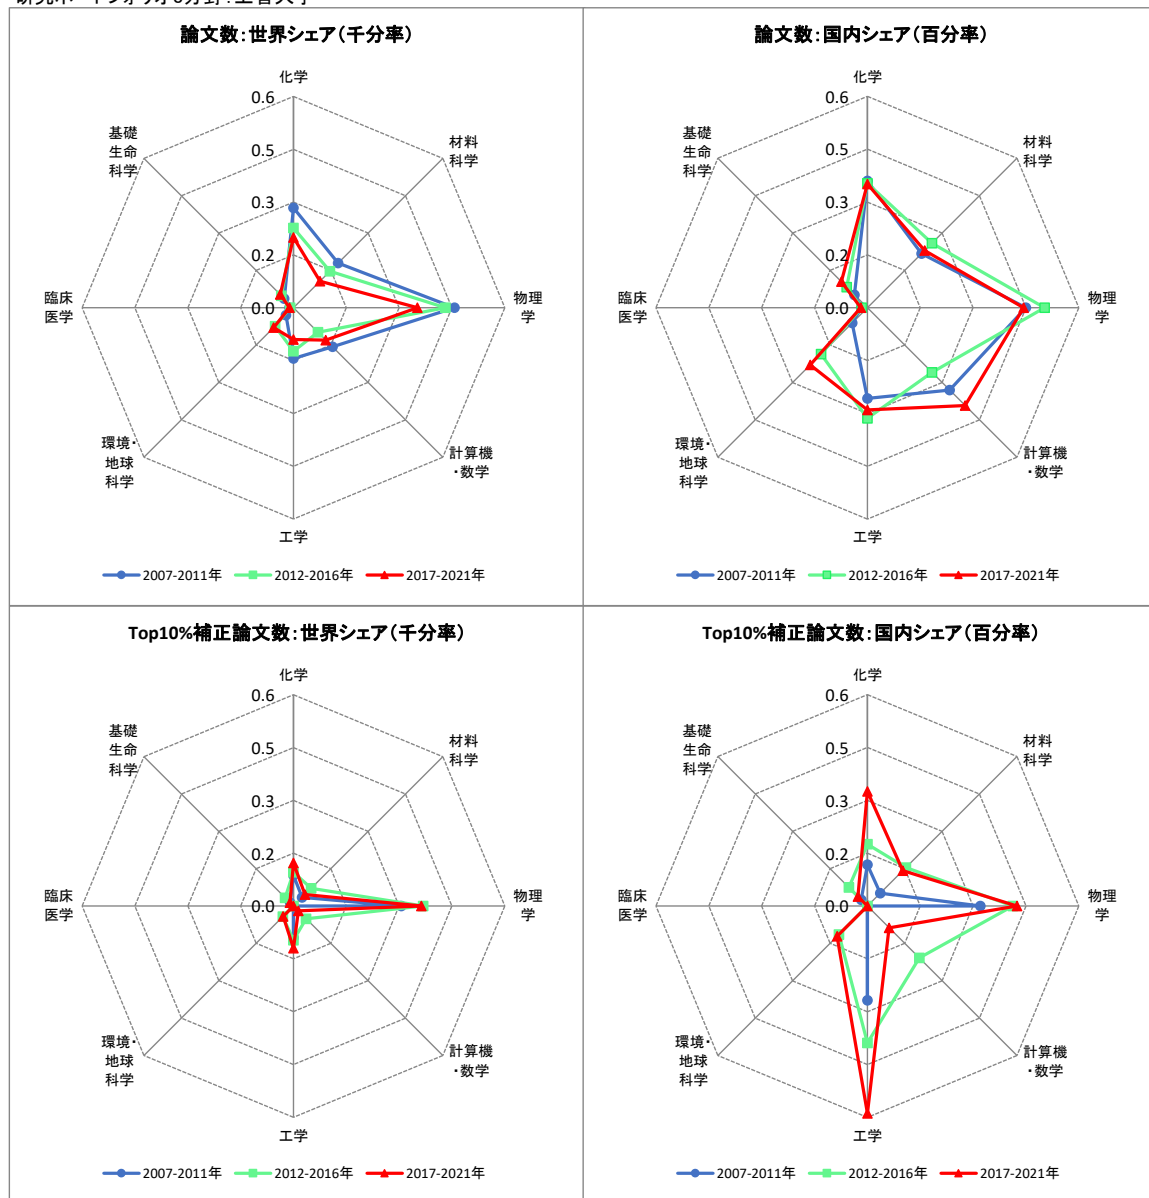 論文数：世界シェア（千分率）
化学
0.6
0.5
0.3
0.2
0.0
材料
科学
物理
学
計算機
・数学
工学
環境・
地球
科学
臨床
医学
基礎
生命
科学
2007-2011年 2012-2016年 2017-2021年
論文数：国内シェア（百分率）
化学
0.6
0.5
0.3
0.2
0.0
材料
科学
物理
学
計算機
・数学
工学
環境・
地球
科学
臨床
医学
基礎
生命
科学
2007-2011年 2012-2016年 2017-2021年
Top10%補正論文数：世界シェア（千分率）
化学
0.6
0.5
0.3
0.2
0.0
材料
科学
物理
学
計算機
・数学
工学
環境・
地球
科学
臨床
医学
基礎
生命
科学
2007-2011年 2012-2016年 2017-2021年
Top10%補正論文数：国内シェア（百分率）
化学
0.6
0.5
0.3
0.2
0.0
材料
科学
物理
学
計算機
・数学
工学
環境・
地球
科学
臨床
医学
基礎
生命
科学
2007-2011年 2012-2016年 2017-2021年